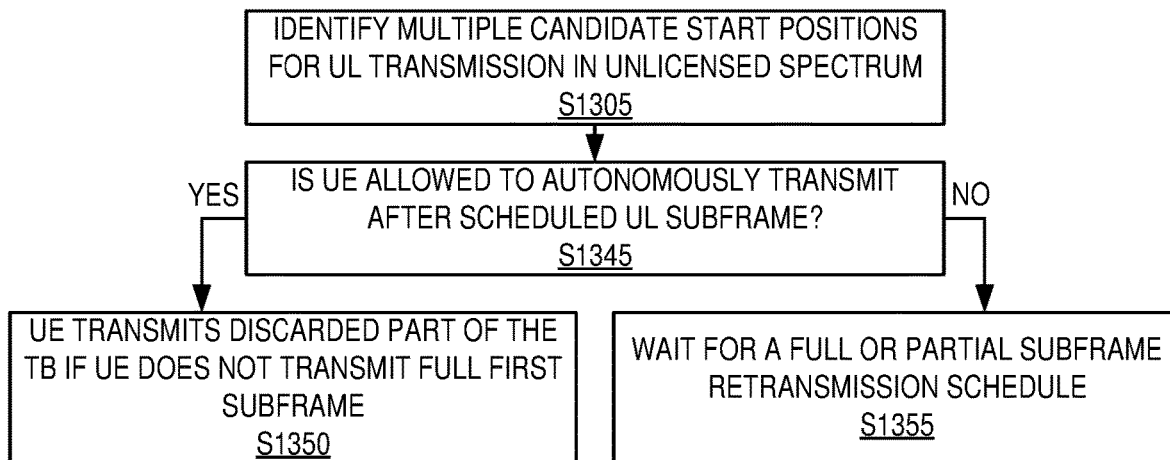 IDENTIFY MULTIPLE CANDIDATE START POSITIONS
FOR UL TRANSMISSION IN UNLICENSED SPECTRUM
S1305
IS UE ALLOWED TO AUTONOMOUSLY TRANSMIT
AFTER SCHEDULED UL SUBFRAME?
S1345
YES
NO
UE TRANSMITS DISCARDED PART OF THE
TB IF UE DOES NOT TRANSMIT FULL FIRST
SUBFRAME
S1350
WAIT FOR A FULL OR PARTIAL SUBFRAME
RETRANSMISSION SCHEDULE
S1355